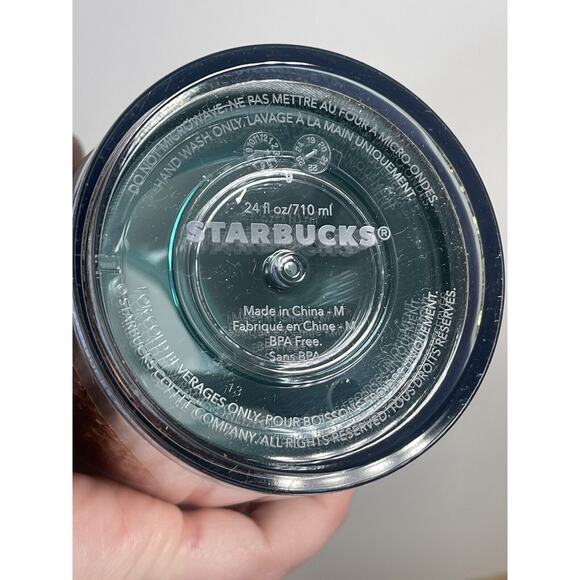 DO NOT MICROWAVE. NE PAS METTRE AU FOUR À MICRO-ONDES.
HAND WASH ONLY. LAVAGE À LA MAIN UNIQUEMENT.
24 fl oz/710 ml
STARBUCKS®
Made in China - M
Fabriqué en Chine - M
BPA Free.
Sans BPA
13
FOR COLD BEVERAGES ONLY. POUR BOISSONS
© STARBUCKS COFFEE COMPANY. ALL RIGHTS RESERVED. TOUS DROITS RÉSERVÉS.